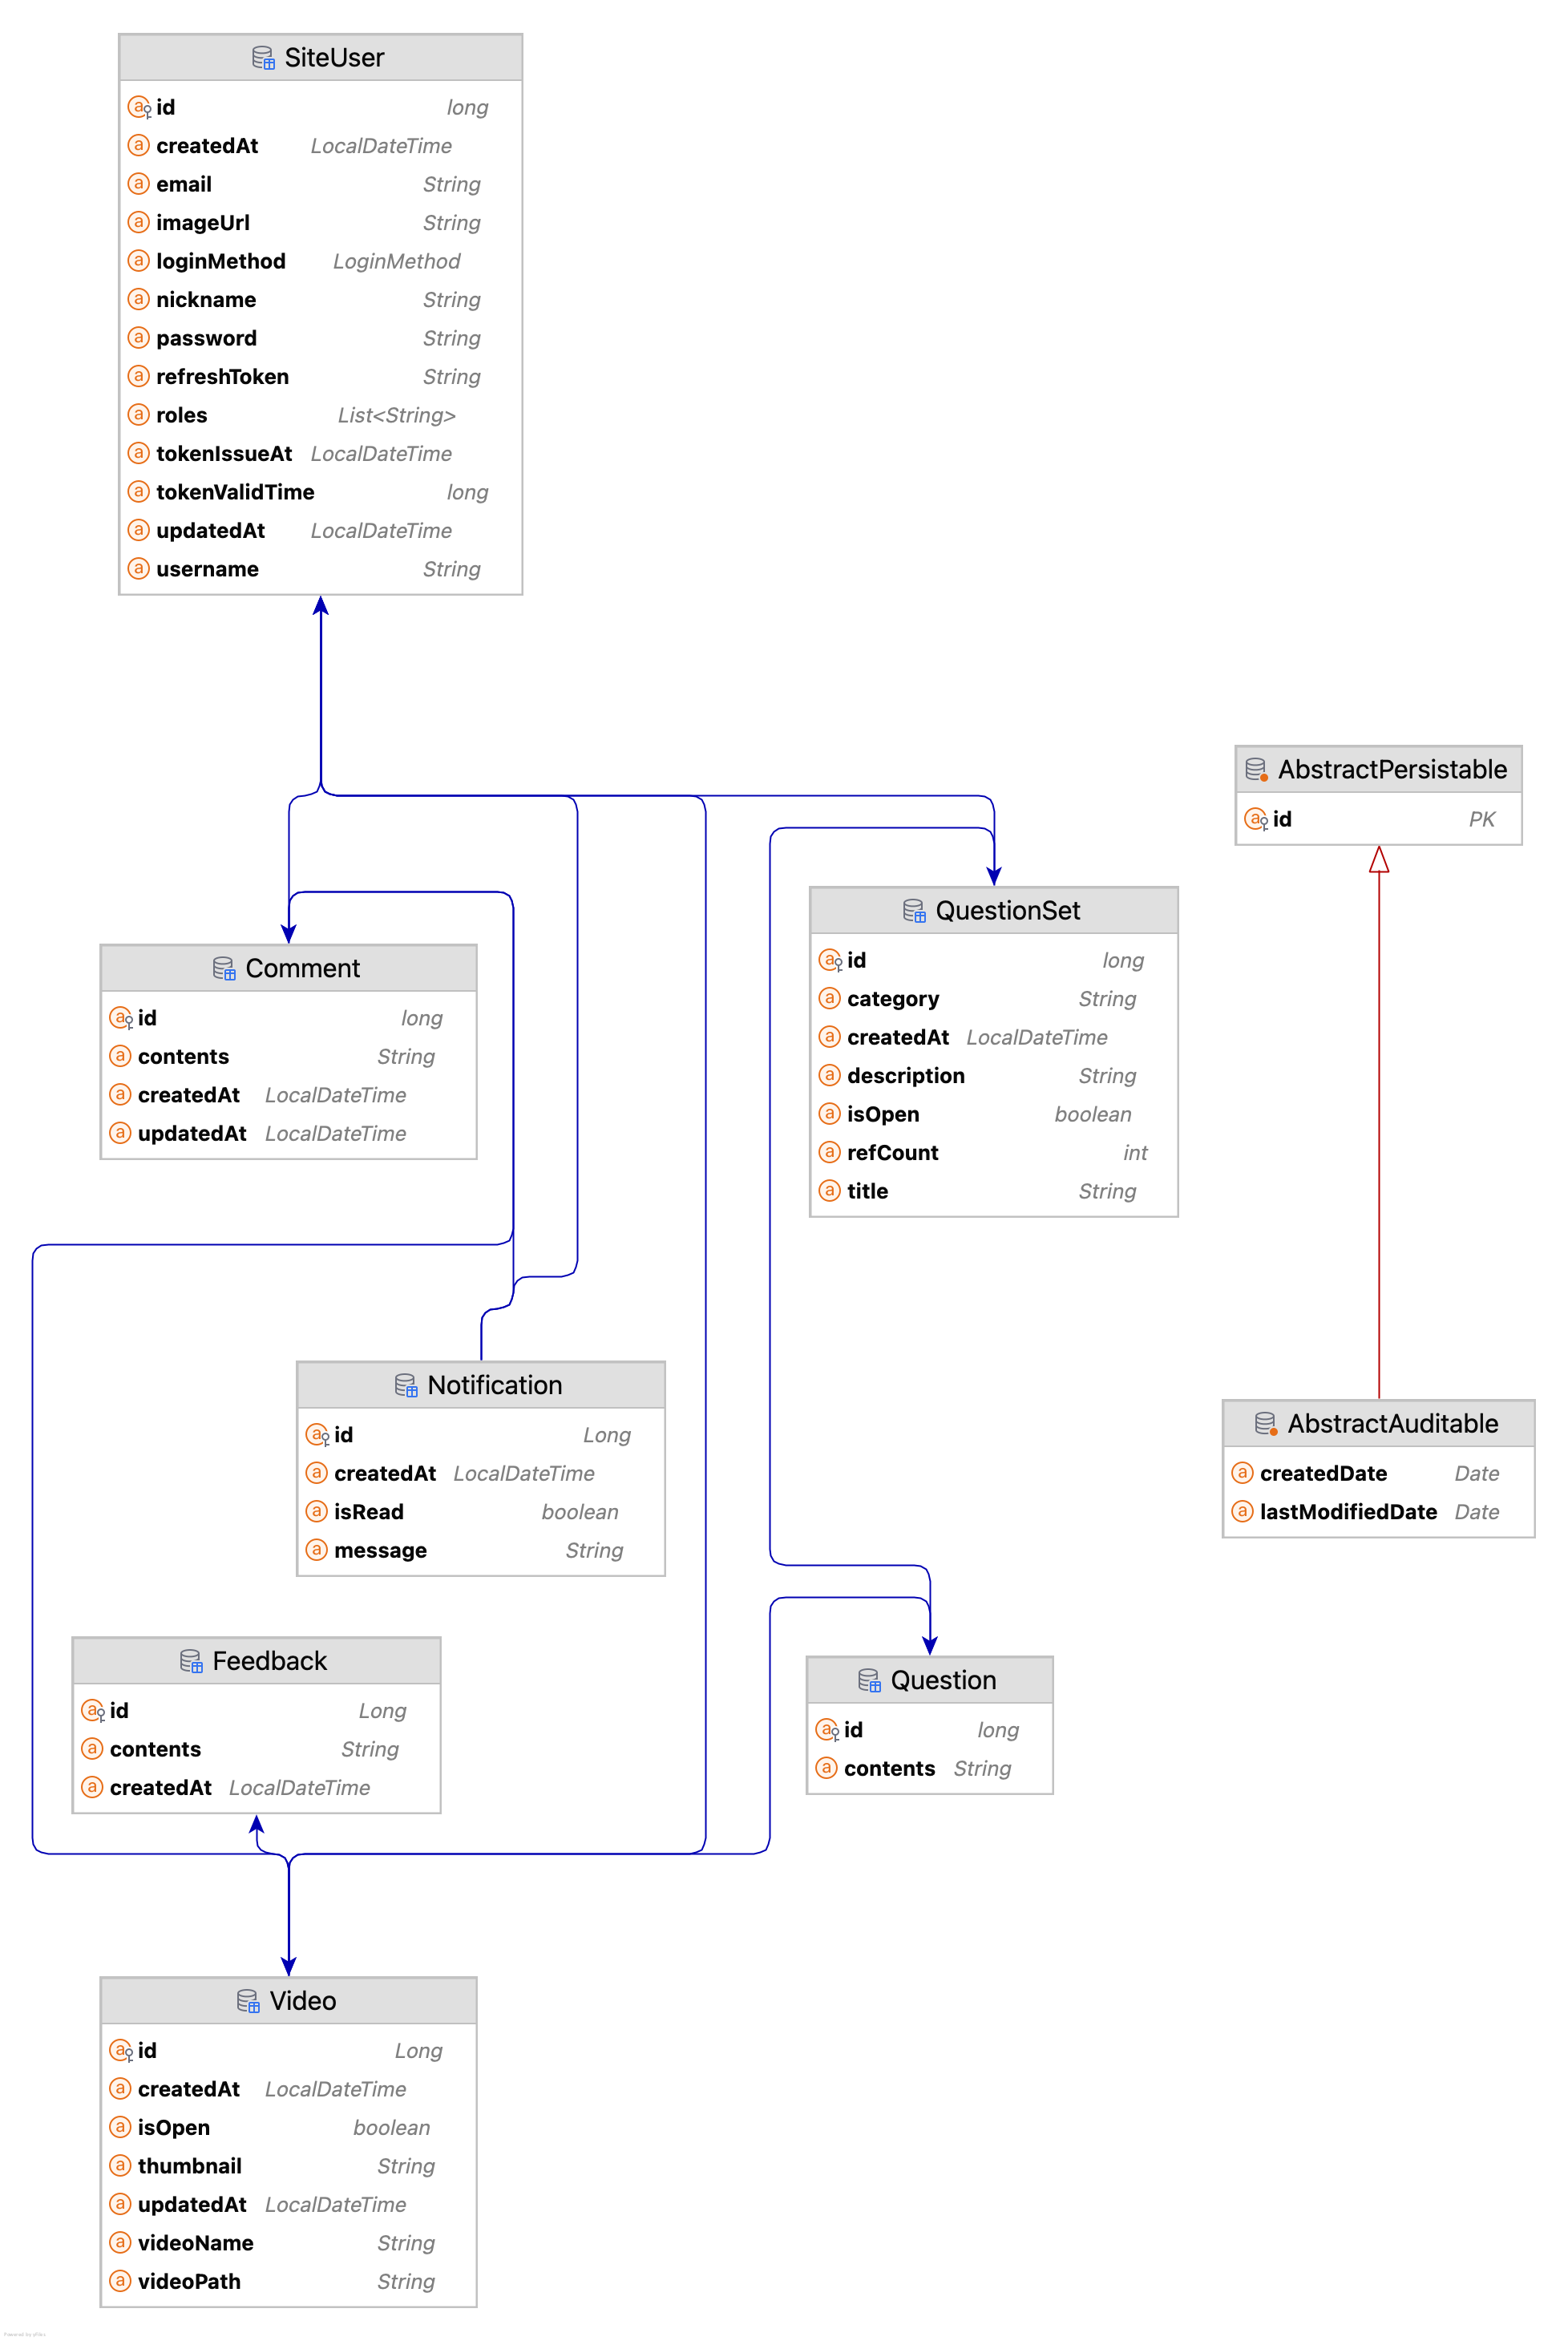 SiteUser
id long
createdAt LocalDateTime
email String
imageUrl String
loginMethod LoginMethod
nickname String
password String
refreshToken String
roles List<String>
tokenIssueAt LocalDateTime
tokenValidTime long
updatedAt LocalDateTime
username String
AbstractPersistable
id PK
QuestionSet
id long
category String
createdAt LocalDateTime
description String
isOpen boolean
refCount int
title String
Comment
id long
contents String
createdAt LocalDateTime
updatedAt LocalDateTime
Notification
id Long
createdAt LocalDateTime
isRead boolean
message String
AbstractAuditable
createdDate Date
lastModifiedDate Date
Feedback
id Long
contents String
createdAt LocalDateTime
Question
id long
contents String
Video
id Long
createdAt LocalDateTime
isOpen boolean
thumbnail String
updatedAt LocalDateTime
videoName String
videoPath String
Powered by yFiles